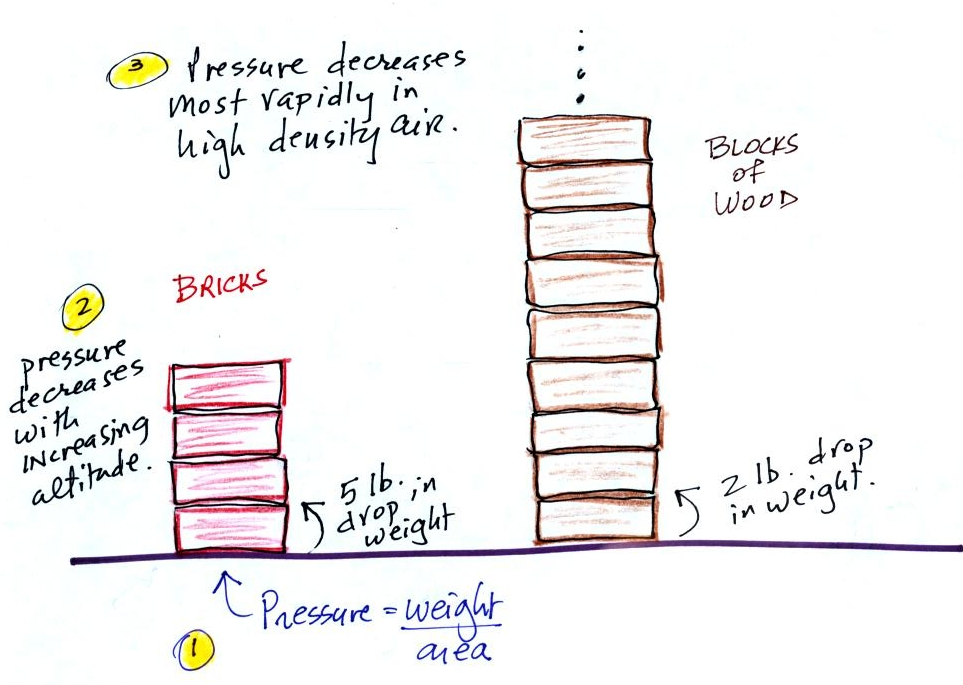 3 Pressure decreases
most rapidly in
high density air.
BLOCKS
of
WOOD
BRICKS
2
pressure
decreases
with
increasing
altitude.
5 lb. in
drop
weight
2 lb. drop
in weight.
Pressure = weight
area
1